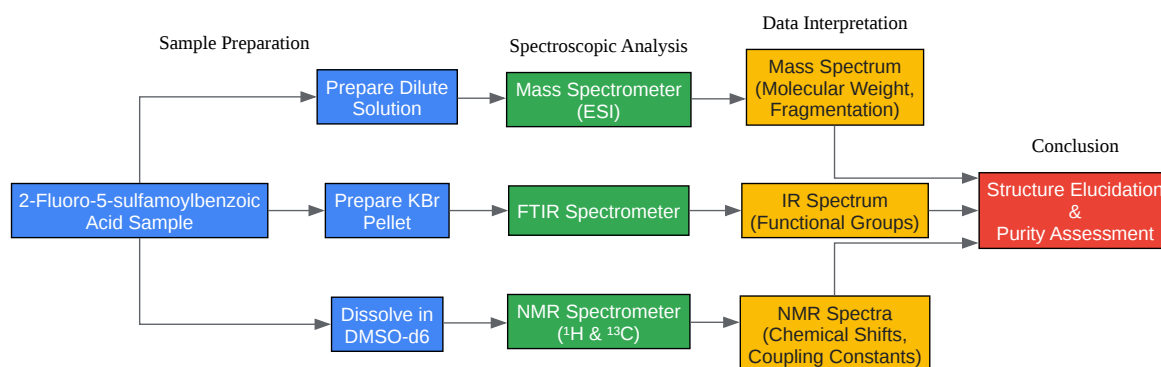 Sample Preparation
Spectroscopic Analysis
Data Interpretation
Prepare Dilute
Solution
Mass Spectrometer
(ESI)
Mass Spectrum
(Molecular Weight,
Fragmentation)
Conclusion
2-Fluoro-5-sulfamoylbenzoic
Acid Sample
Prepare KBr
Pellet
FTIR Spectrometer
IR Spectrum
(Functional Groups)
Structure Elucidation
&
Purity Assessment
Dissolve in
DMSO-d6
NMR Spectrometer
(¹H & ¹³C)
NMR Spectra
(Chemical Shifts,
Coupling Constants)